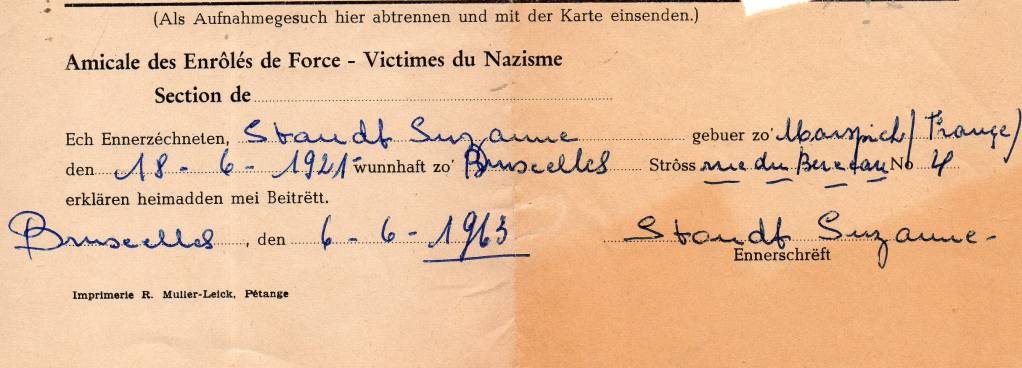 (Als Aufnahmegesuch hier abtrennen und mit der Karte einsenden.)
Amicale des Enrôlés de Force - Victimes du Nazisme
Section de
Ech Ennerzéchneten, Staudt Suzanne gebuer zo' Marspich (France)
den 18-6-1921 wunnhaft zo' Bruxelles Strôss rue du No 4
erklären heimadden mei Beitrëtt.
Bruxelles, den 6-6-1963 Staudt Suzanne
Ennerschrëft
Imprimerie R. Muller-Leick, Pétange